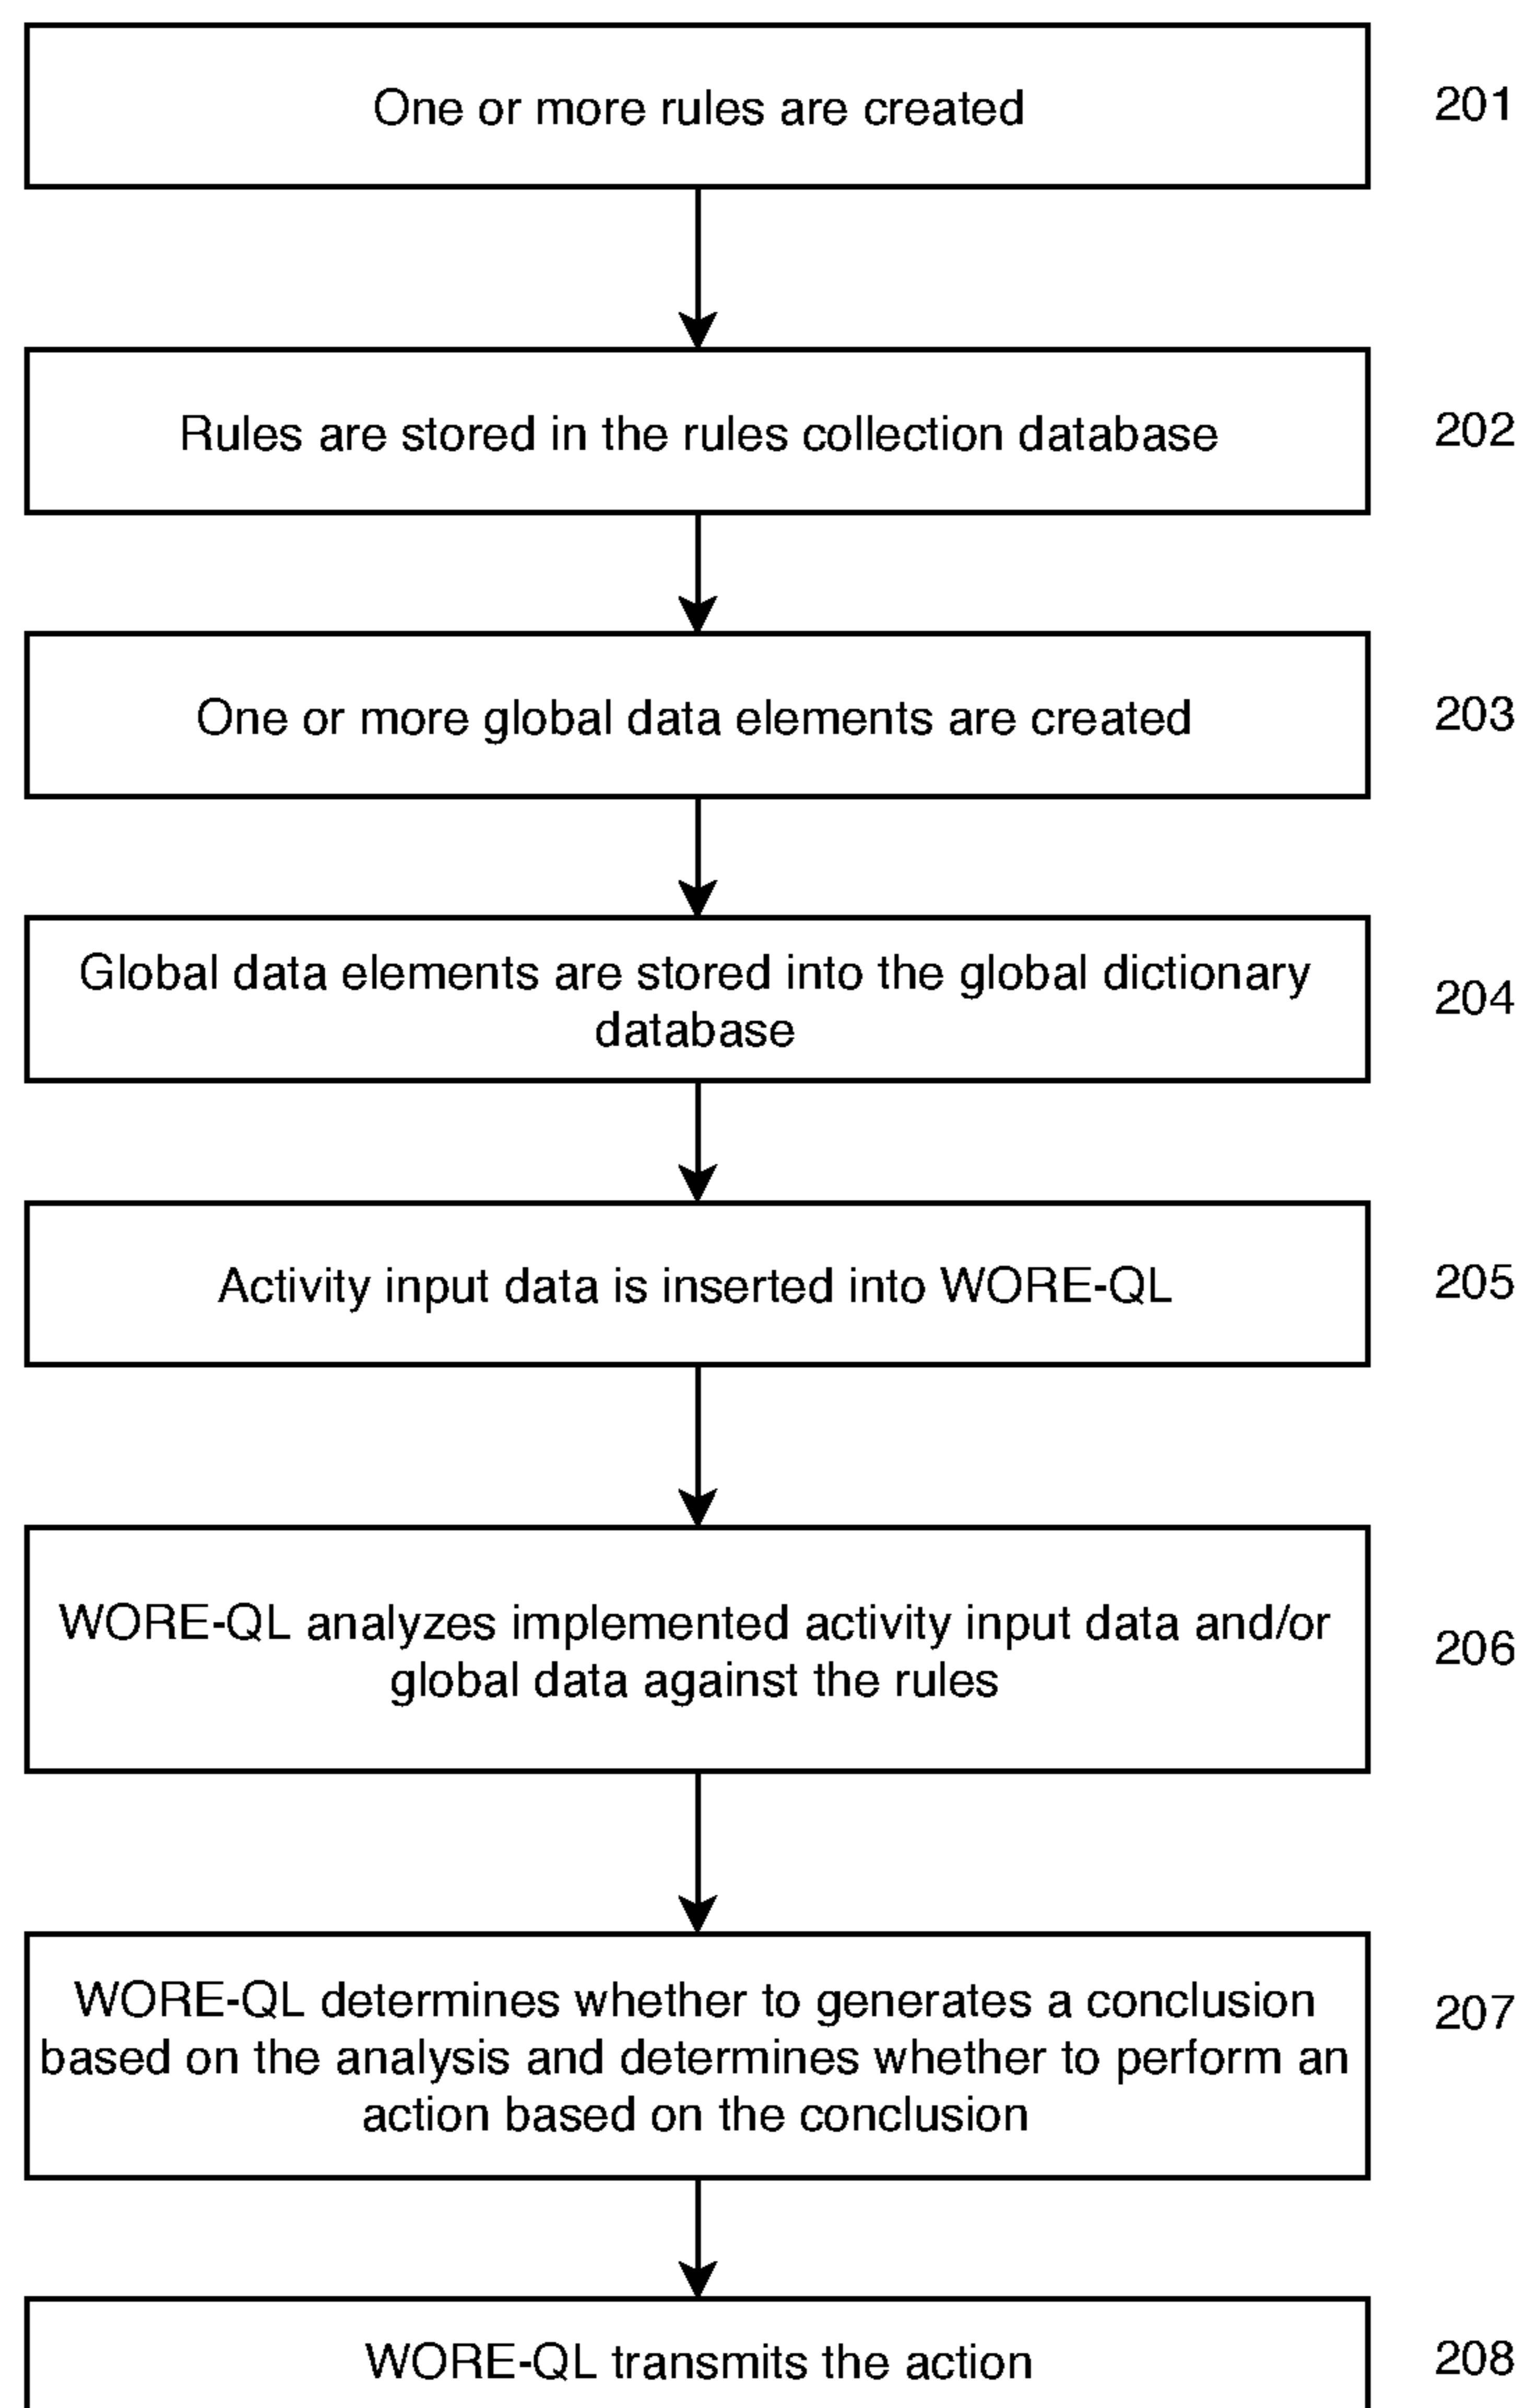 One or more rules are created
201
Rules are stored in the rules collection database
202
One or more global data elements are created
203
Global data elements are stored into the global dictionary
database
204
Activity input data is inserted into WORE-QL
205
WORE-QL analyzes implemented activity input data and/or
global data against the rules
206
WORE-QL determines whether to generates a conclusion
based on the analysis and determines whether to perform an
action based on the conclusion
207
WORE-QL transmits the action
208